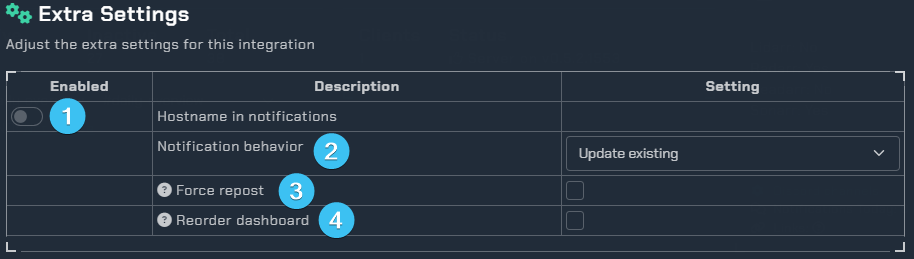 Extra Settings
Adjust the extra settings for this integration
Enabled Description Setting
1 Hostname in notifications
Notification behavior 2 Update existing
? Force repost 3
? Reorder dashboard 4